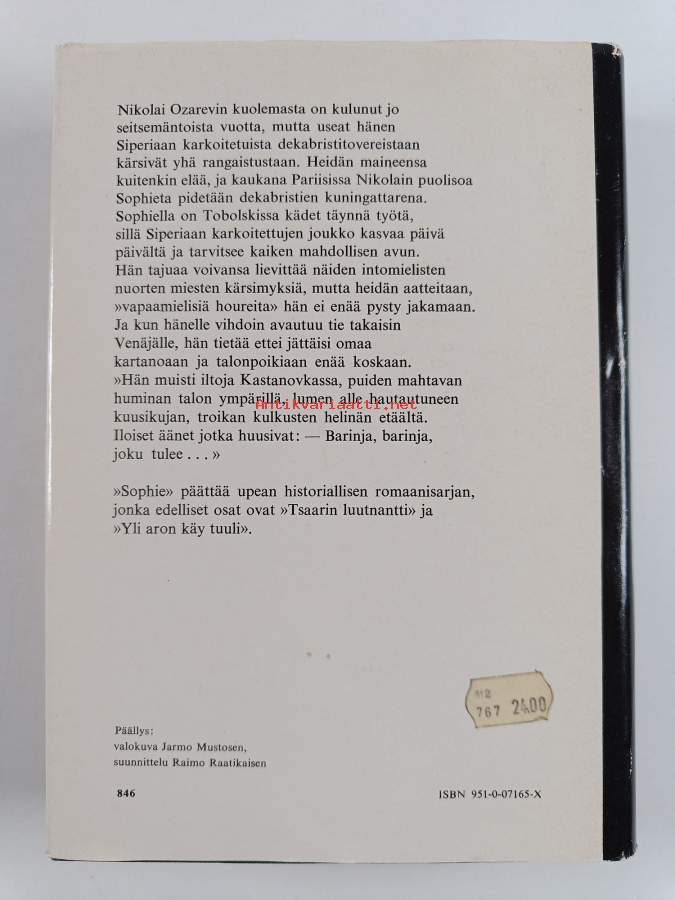 Nikolai Ozarevin kuolemasta on kulunut jo
seitsemäntoista vuotta, mutta useat hänen
Siperiaan karkoitetuista dekabristitovereistaan
kärsivät yhä rangaistustaan. Heidän maineensa
kuitenkin elää, ja kaukana Pariisissa Nikolain puolisoa
Sophieta pidetään dekabristien kuningattarena.
Sophiella on Tobolskissa kädet täynnä työtä,
sillä Siperiaan karkoitettujen joukko kasvaa päivä
päivältä ja tarvitsee kaiken mahdollisen avun.
Hän tajuaa voivansa lievittää näiden intomielisten
nuorten miesten kärsimyksiä, mutta heidän aatteitaan,
»vapaamielisiä houreita» hän ei enää pysty jakamaan.
Ja kun hänelle vihdoin avautuu tie takaisin
Venäjälle, hän tietää ettei jättäisi omaa
kartanoaan ja talonpoikiaan enää koskaan.
»Hän muisti iltoja Kastanovkassa, puiden mahtavan
huminan talon ympärillä, lumen alle hautautuneen
Antikvariaatti.net
kuusikujan, troikan kulkusten helinän etäältä.
Iloiset äänet jotka huusivat: — Barinja, barinja,
joku tulee . . . »
»Sophie» päättää upean historiallisen romaanisarjan,
jonka edelliset osat ovat »Tsaarin luutnantti» ja
»Yli aron käy tuuli».
M2
767 2400
Päällys:
valokuva Jarmo Mustosen,
suunnittelu Raimo Raatikaisen
846
ISBN 951-0-07165-X